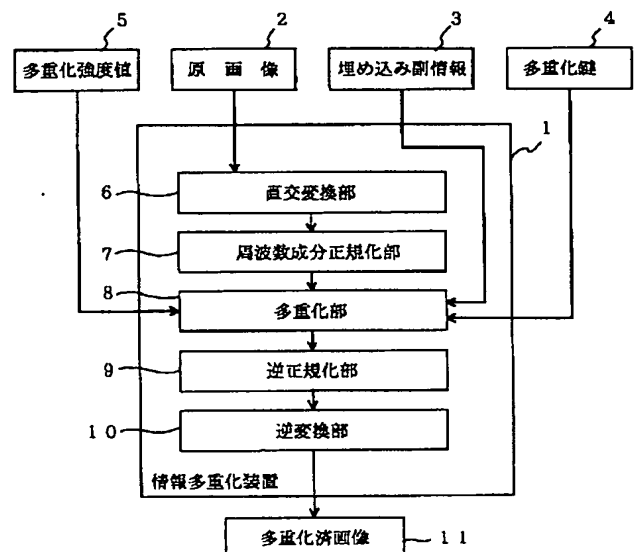 5
2
3
4
多重化強度値
原画像
埋め込み副情報
多重化鍵
1
6
直交変換部
7
周波数成分正規化部
8
多重化部
9
逆正規化部
10
逆変換部
情報多重化装置
多重化済画像
11